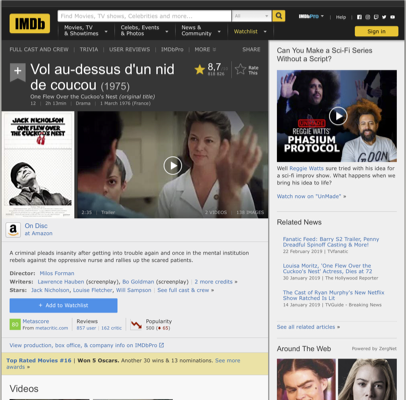 IMDb
Find Movies, TV shows, Celebrities and more...
All
IMDbPro
Help
Movies, TV
& Showtimes
Celebs, Events
& Photos
News &
Community
Watchlist
Sign in
FULL CAST AND CREW | TRIVIA | USER REVIEWS | IMDbPro | MORE
SHARE
Vol au-dessus d'un nid
de coucou (1975)
One Flew Over the Cuckoo's Nest (original title)
12 | 2h 13min | Drama | 1 March 1976 (France)
8,7
Rate
This
JACK NICHOLSON
ONE FLEW OVER
THE CUCKOO'S NEST
2:35 | Trailer
2 VIDEOS
138 IMAGES
On Disc
at Amazon
A criminal pleads insanity after getting into trouble again and once in the mental institution
rebels against the oppressive nurse and rallies up the scared patients.
Director: Milos Forman
Writers: Lawrence Hauben (screenplay), Bo Goldman (screenplay) | 2 more credits »
Stars: Jack Nicholson, Louise Fletcher, Will Sampson | See full cast & crew »
+ Add to Watchlist
Metascore
From metacritic.com
Reviews
857 user | 162 critic
Popularity
500 (65)
View production, box office, & company info on IMDbPro
Top Rated Movies #16 | Won 5 Oscars. Another 30 wins & 13 nominations. See more
awards »
Videos
Can You Make a Sci-Fi Series
Without a Script?
REGGIE WATTS'
PHASIUM
PROTOCOL
Well Reggie Watts sure tried with his idea for
a sci-fi improv show. What happens when we
bring his idea to life?
Watch now on "UnMade" »
Related News
Fanatic Feed: Barry S2 Trailer, Penny
Dreadful Spinoff Casting & More!
22 February 2019 | TVfanatic
Louisa Moritz, 'One Flew Over the
Cuckoo's Nest' Actress, Dies at 72
30 January 2019 | The Hollywood Reporter
The Cast of Ryan Murphy's New Netflix
Show Ratched Is Lit
14 January 2019 | TVGuide - Breaking News
See all related articles »
Around The Web | Powered by ZergNet